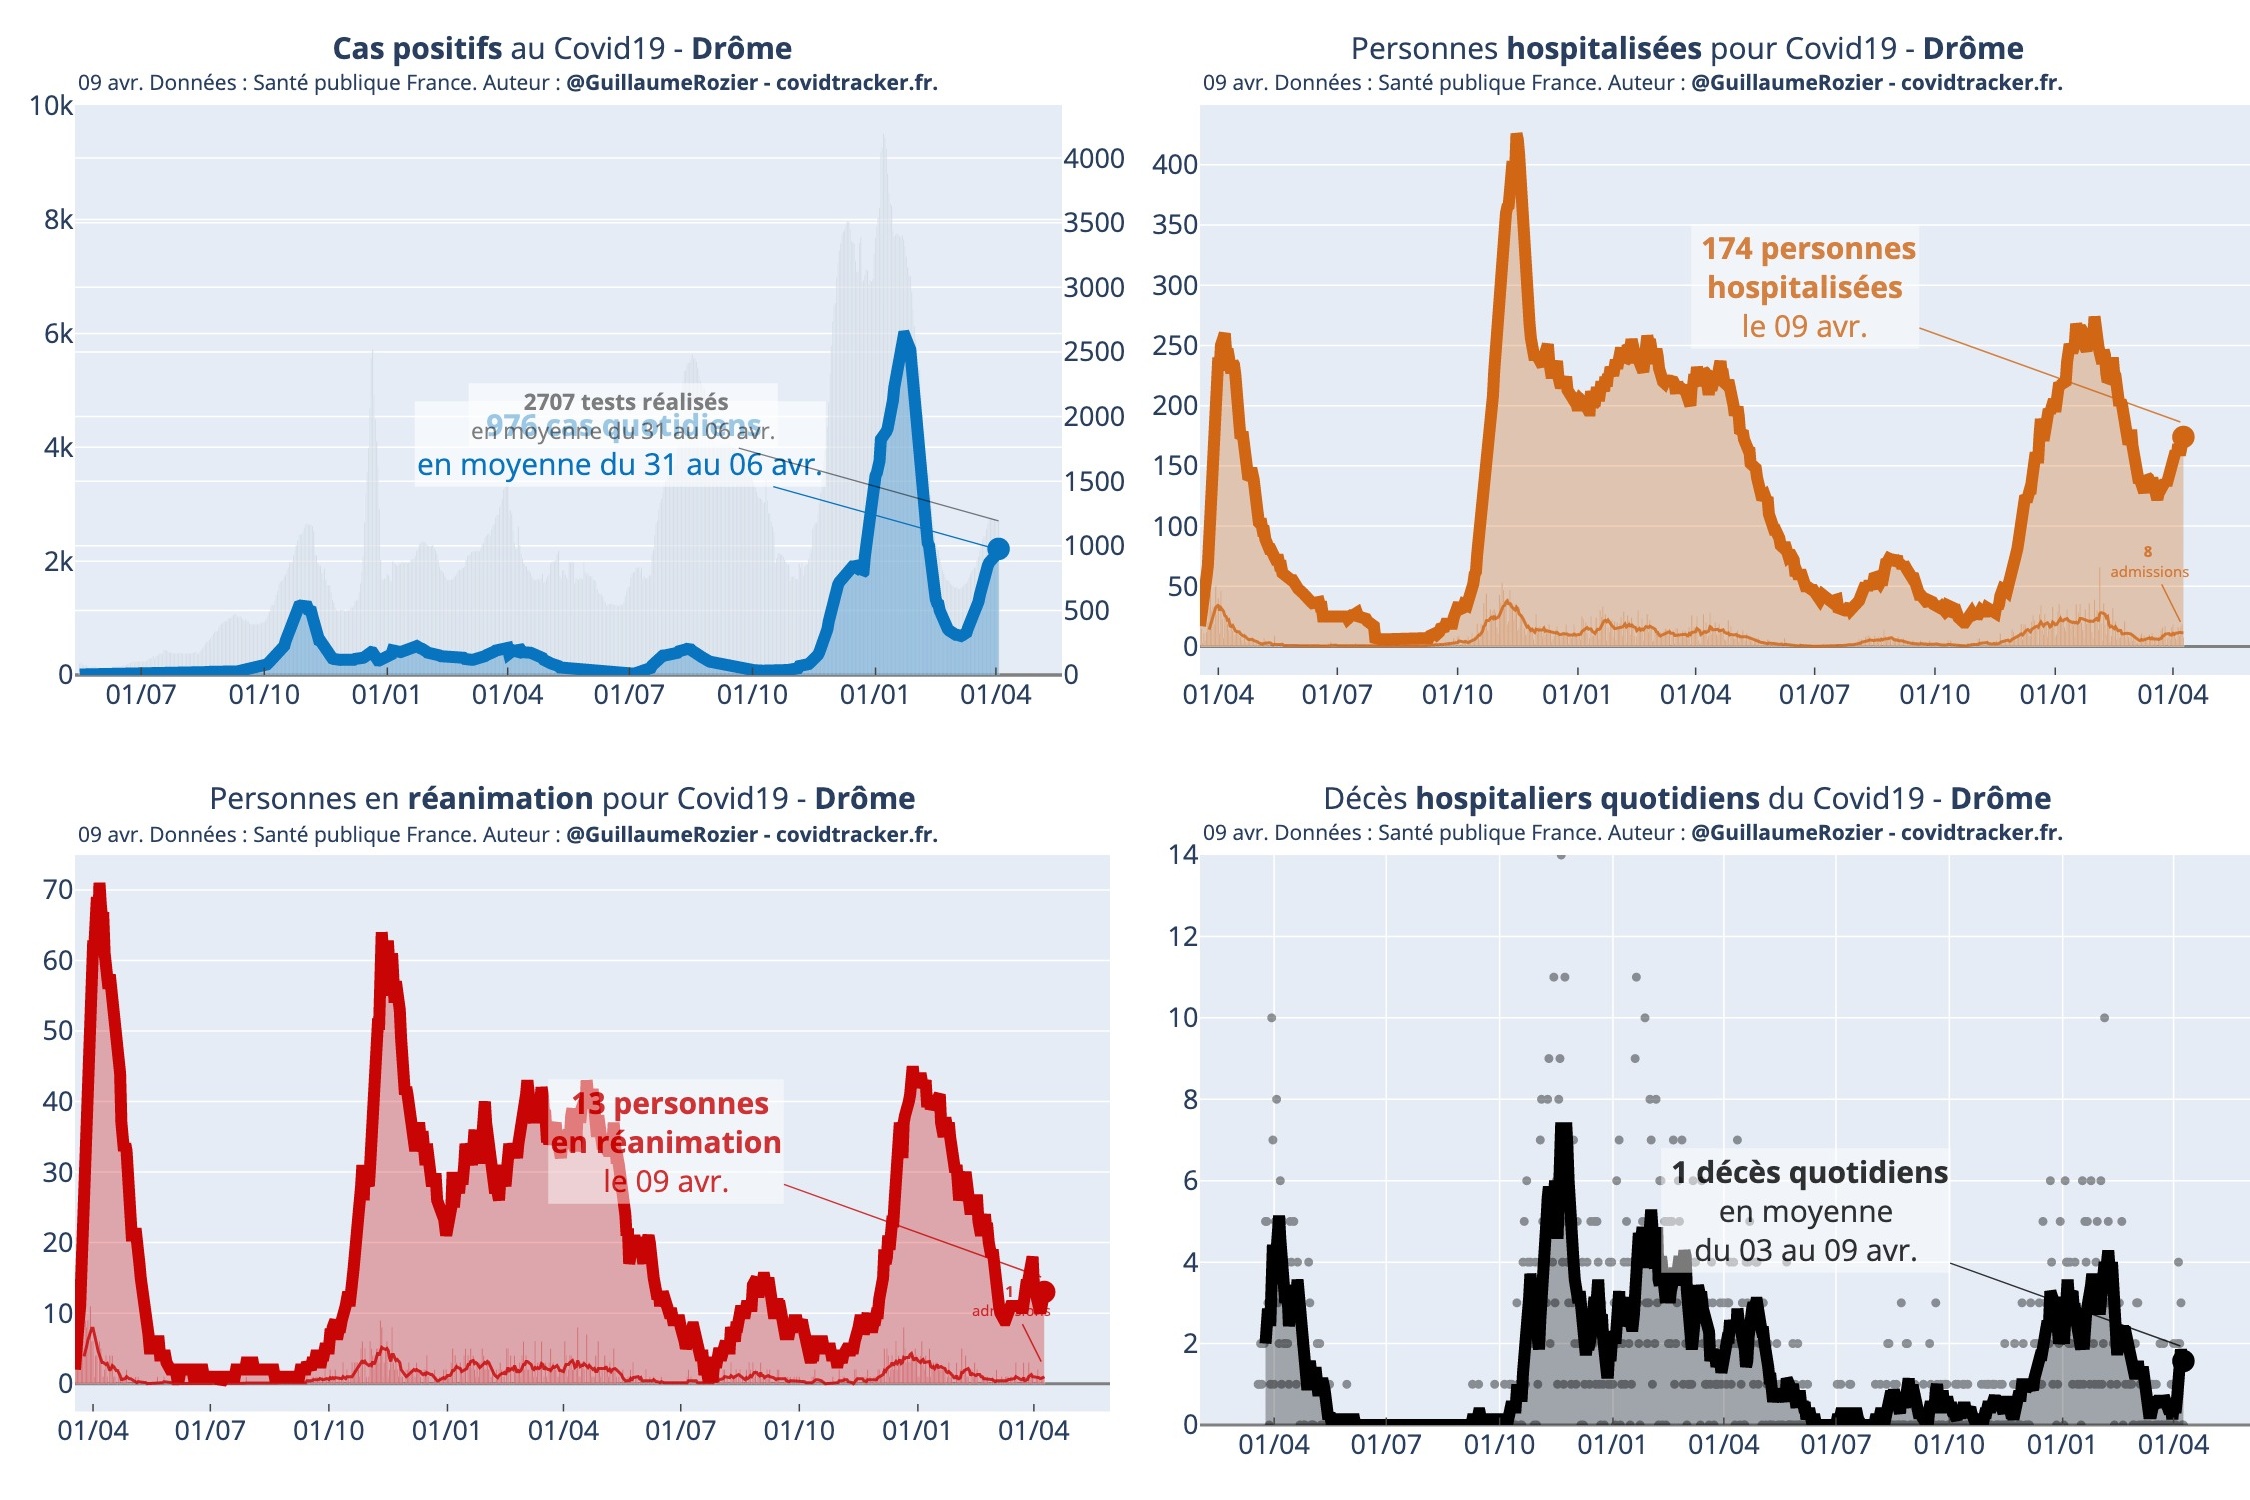 Cas positifs au Covid19 - Drôme
09 avr. Données : Santé publique France. Auteur : @GuillaumeRozier - covidtracker.fr.
10k
8k
6k
4k
2k
0
4000
3500
3000
2500
2000
1500
1000
500
0
2707 tests réalisés
en moyenne du 31 au 06 avr.
976 cas quotidiens
en moyenne du 31 au 06 avr.
01/07 01/10 01/01 01/04 01/07 01/10 01/01 01/04
Personnes hospitalisées pour Covid19 - Drôme
09 avr. Données : Santé publique France. Auteur : @GuillaumeRozier - covidtracker.fr.
400
350
300
250
200
150
100
50
0
174 personnes
hospitalisées
le 09 avr.
8
admissions
01/04 01/07 01/10 01/01 01/04 01/07 01/10 01/01 01/04
Personnes en réanimation pour Covid19 - Drôme
09 avr. Données : Santé publique France. Auteur : @GuillaumeRozier - covidtracker.fr.
70
60
50
40
30
20
10
0
13 personnes
en réanimation
le 09 avr.
1
admissions
01/04 01/07 01/10 01/01 01/04 01/07 01/10 01/01 01/04
Décès hospitaliers quotidiens du Covid19 - Drôme
09 avr. Données : Santé publique France. Auteur : @GuillaumeRozier - covidtracker.fr.
14
12
10
8
6
4
2
0
1 décès quotidiens
en moyenne
du 03 au 09 avr.
01/04 01/07 01/10 01/01 01/04 01/07 01/10 01/01 01/04